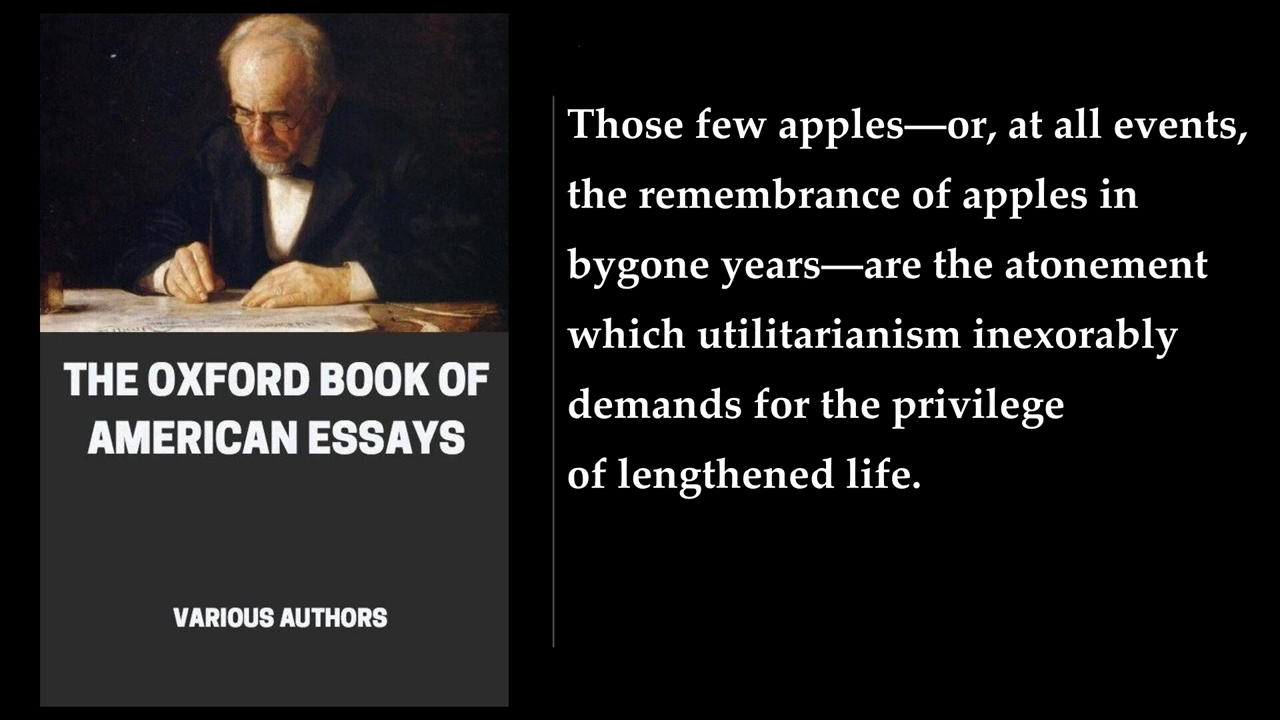 THE OXFORD BOOK OF
AMERICAN ESSAYS
VARIOUS AUTHORS
Those few apples—or, at all events,
the remembrance of apples in
bygone years—are the atonement
which utilitarianism inexorably
demands for the privilege
of lengthened life.